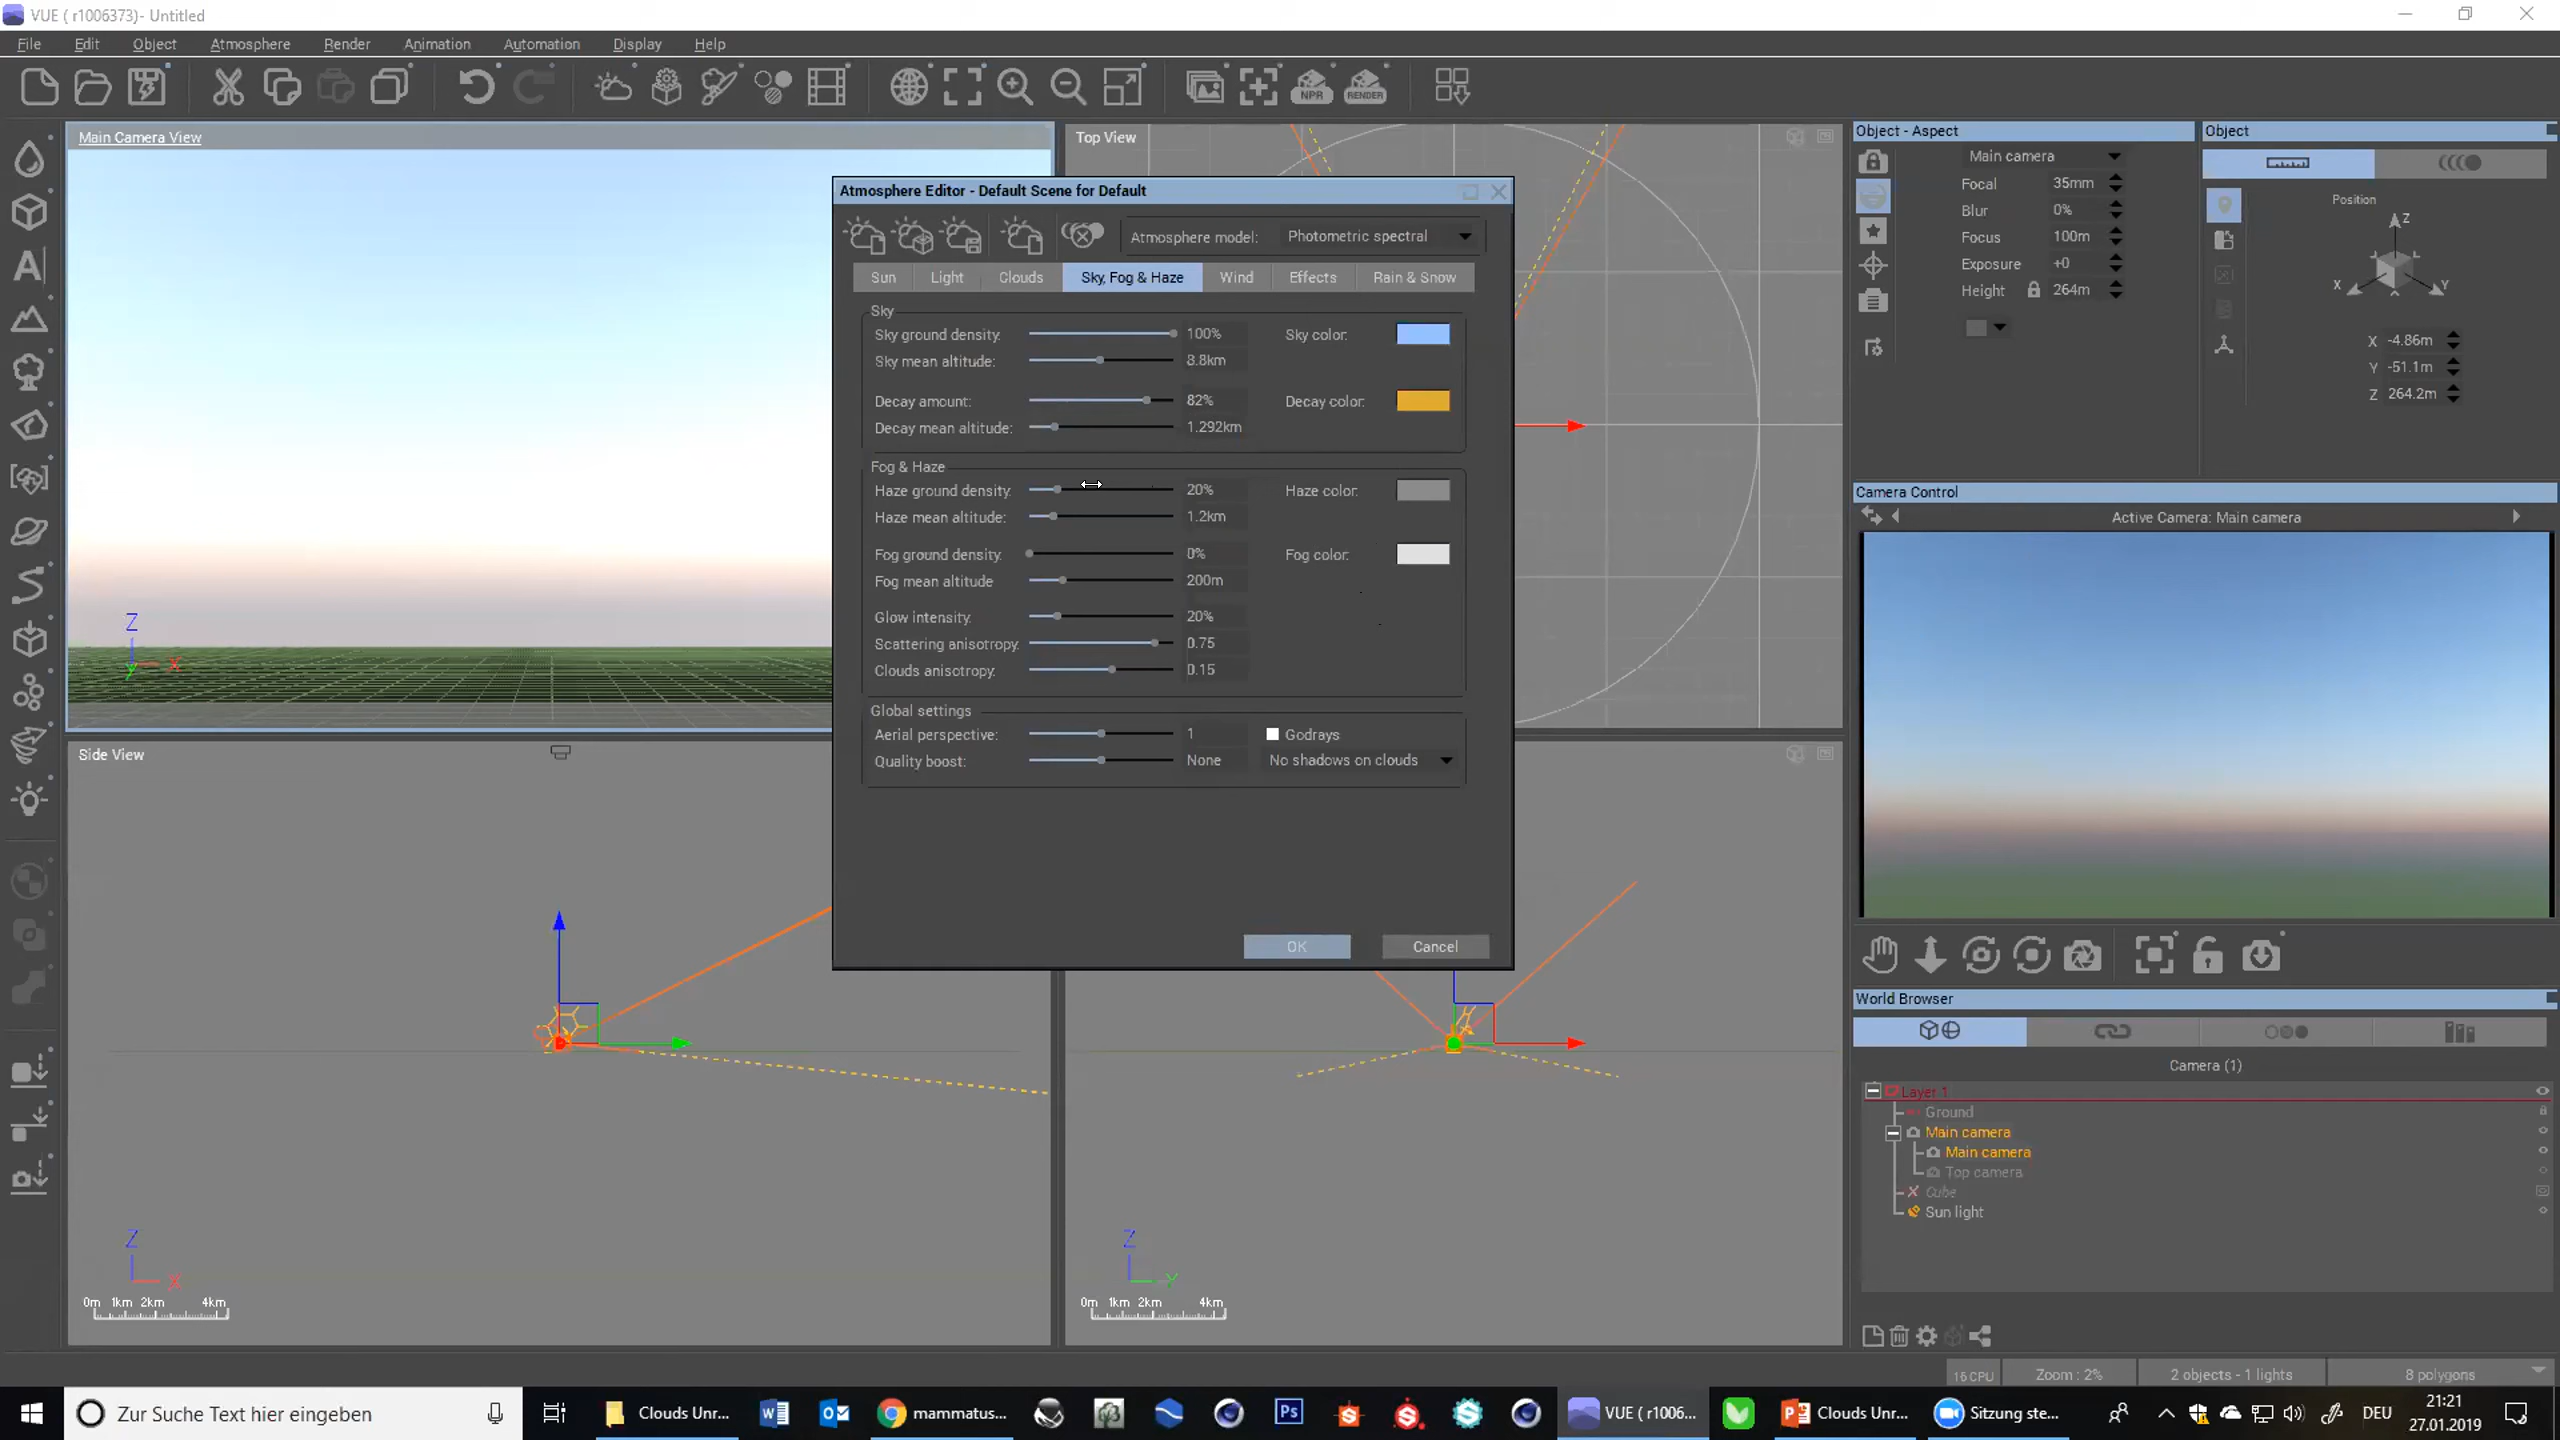 VUE ( r1006373)- Untitled
File Edit Object Atmosphere Render Animation Automation Display Help
NPR RENDER
Main Camera View
Top View
Object - Aspect
Object
Main camera
Focal 35mm
Blur 0%
Focus 100m
Exposure +0
Height 264m
Position
Z
X Y
X -4.86m
Y -51.1m
Z 264.2m
Atmosphere Editor - Default Scene for Default
Atmosphere model: Photometric spectral
Sun Light Clouds Sky, Fog & Haze Wind Effects Rain & Snow
Sky
Sky ground density: 100% Sky color:
Sky mean altitude: 8.8km
Decay amount: 82% Decay color:
Decay mean altitude: 1.292km
Fog & Haze
Haze ground density: 20% Haze color:
Haze mean altitude: 1.2km
Fog ground density: 0% Fog color:
Fog mean altitude 200m
Glow intensity: 20%
Scattering anisotropy: 0.75
Clouds anisotropy: 0.15
Global settings
Aerial perspective: 1 Godrays
Quality boost: None No shadows on clouds
OK Cancel
Z
Y X
Side View
Z
X
0m 1km 2km 4km
Z
Y
0m 1km 2km 4km
Camera Control
Active Camera: Main camera
World Browser
Camera (1)
Layer 1
Ground
Main camera
Main camera
Top camera
Cube
Sun light
16 CPU Zoom : 2% 2 objects - 1 lights 8 polygons
Zur Suche Text hier eingeben
Clouds Unr...
mammatus...
Ps
VUE ( r1006...
Clouds Unr...
Sitzung ste...
DEU
21:21
27.01.2019